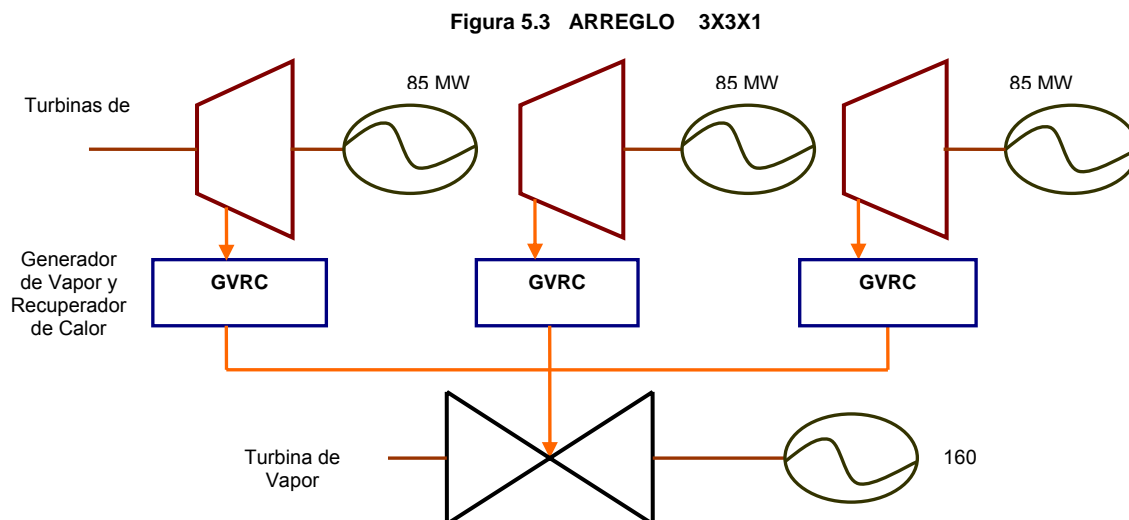 Figura 5.3 ARREGLO 3X3X1
85 MW
85 MW
85 MW
Turbinas de
Generador
de Vapor y
Recuperador
de Calor
GVRC
GVRC
GVRC
Turbina de
Vapor
160